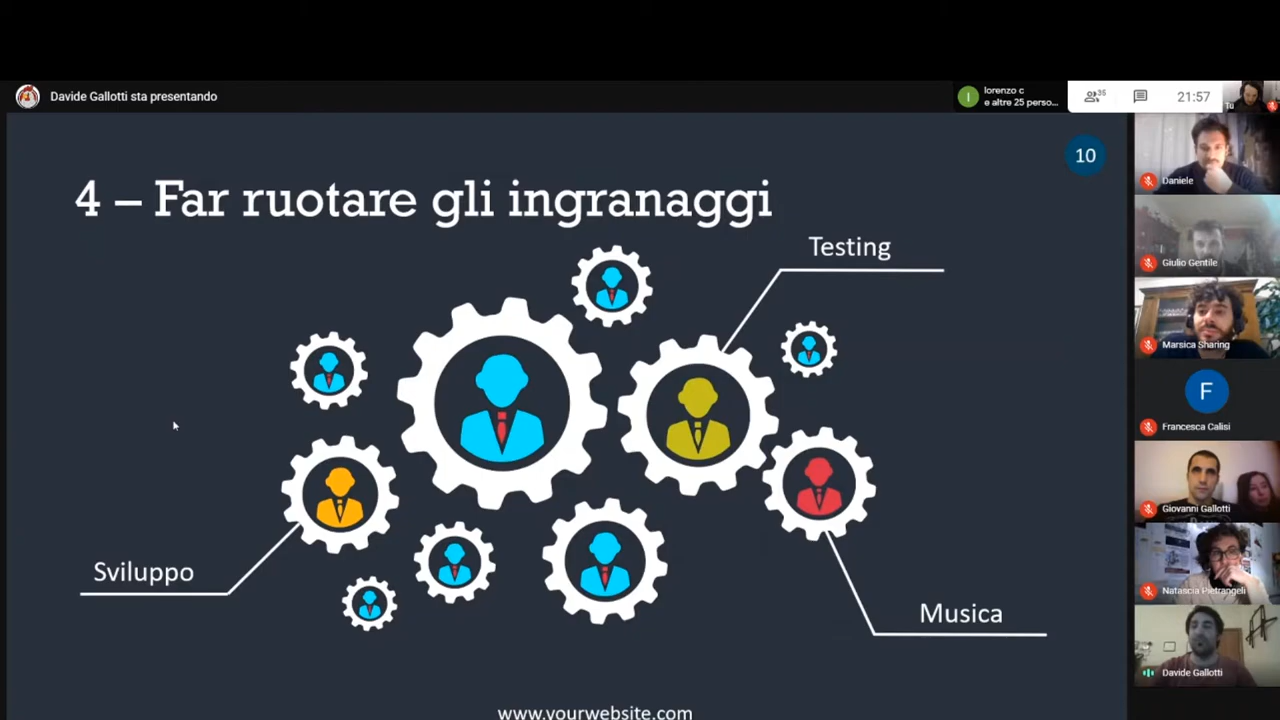 Davide Gallotti sta presentando
l
lorenzo c
e altre 25 perso...
36
21:57
Tu
10
4 – Far ruotare gli ingranaggi
Testing
Sviluppo
Musica
www.yourwebsite.com
Daniele
Giulio Gentile
Marsica Sharing
F
Francesca Calisi
Giovanni Gallotti
Natascia Pietrangeli
Davide Gallotti